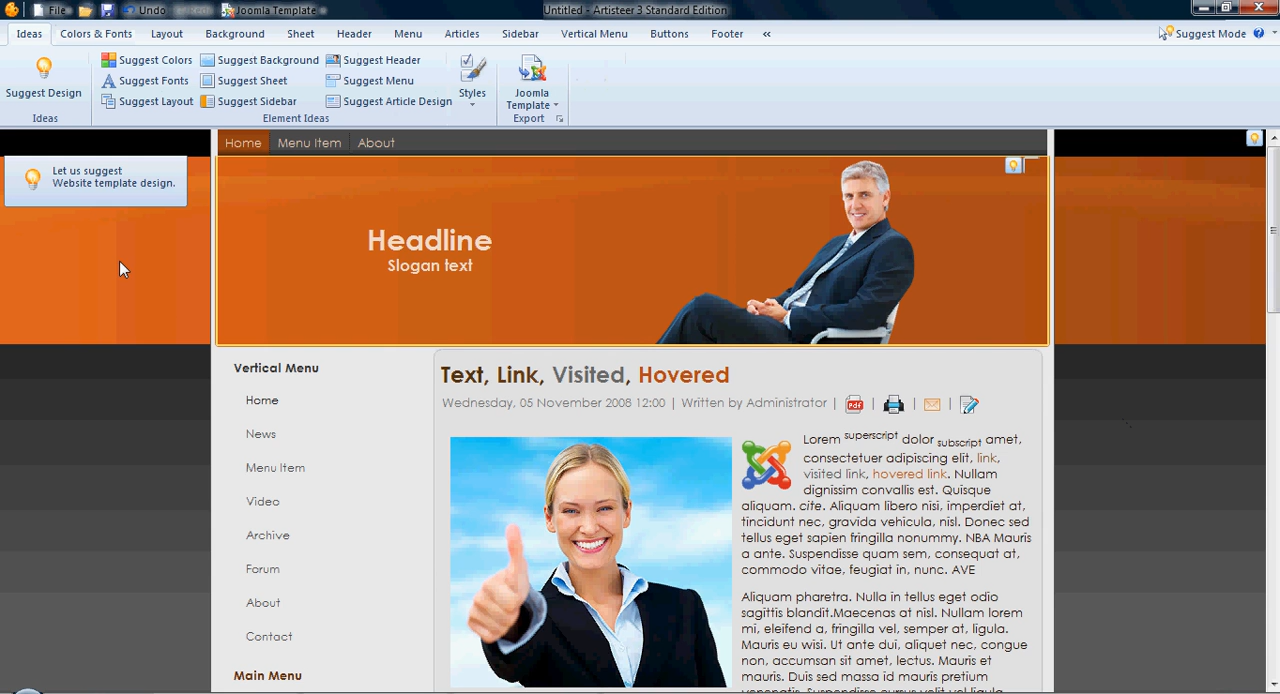 File Undo Joomla Template Untitled - Artisteer 3 Standard Edition
Ideas Colors & Fonts Layout Background Sheet Header Menu Articles Sidebar Vertical Menu Buttons Footer « Suggest Mode
Suggest Design
Ideas
Suggest Colors Suggest Background Suggest Header
Suggest Fonts Suggest Sheet Suggest Menu
Suggest Layout Suggest Sidebar Suggest Article Design
Element Ideas
Styles
Joomla
Template
Export
Home Menu Item About
Let us suggest
Website template design.
Headline
Slogan text
Vertical Menu
Home
News
Menu Item
Video
Archive
Forum
About
Contact
Main Menu
Text, Link, Visited, Hovered
Wednesday, 05 November 2008 12:00 | Written by Administrator | Pdf | | |
Lorem superscript dolor subscript amet,
consectetuer adipiscing elit, link,
visited link, hovered link. Nullam
dignissim convallis est. Quisque
aliquam. cite. Aliquam libero nisi, imperdiet at,
tincidunt nec, gravida vehicula, nisl. Donec sed
tellus eget sapien fringilla nonummy. NBA Mauris
a ante. Suspendisse quam sem, consequat at,
commodo vitae, feugiat in, nunc. AVE
Aliquam pharetra. Nulla in tellus eget odio
sagittis blandit.Maecenas at nisl. Nullam lorem
mi, eleifend a, fringilla vel, semper at, ligula.
Mauris eu wisi. Ut ante dui, aliquet nec, congue
non, accumsan sit amet, lectus. Mauris et
mauris. Duis sed massa id mauris pretium
venenatis. Suspendisse cursus velit vel ligula